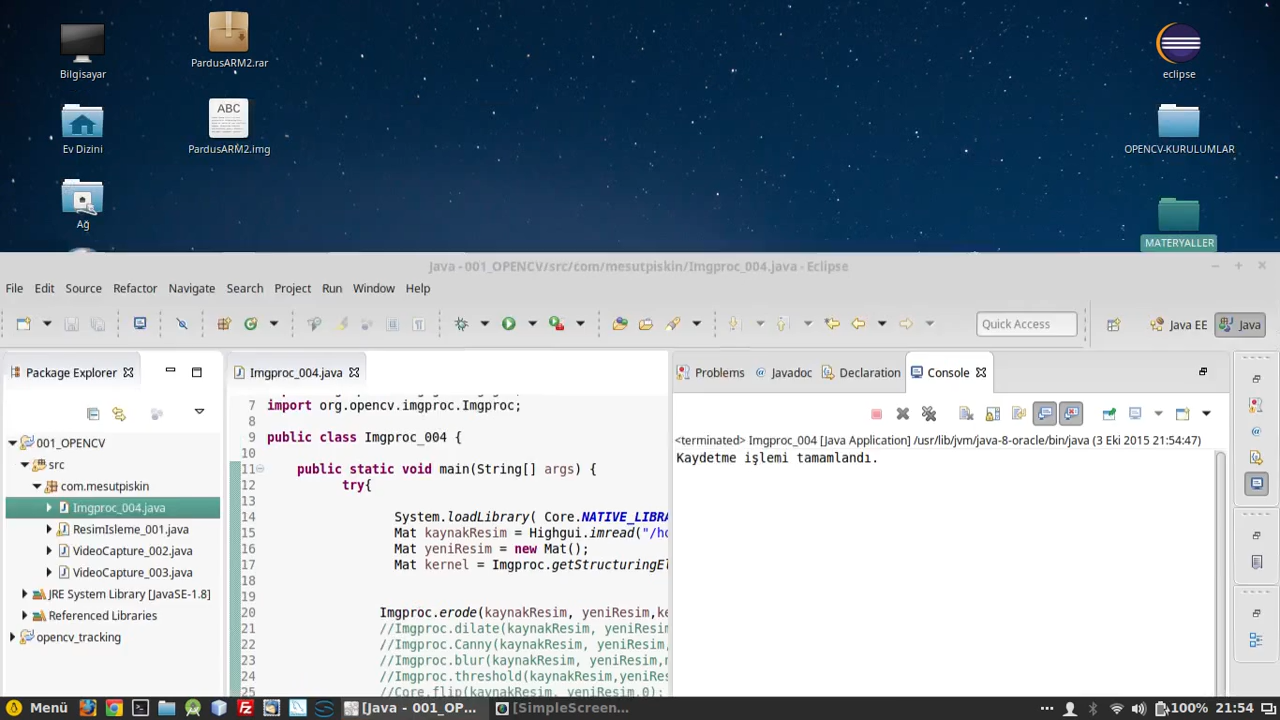 Bilgisayar
PardusARM2.rar
eclipse
Ev Dizini
ABC
PardusARM2.img
OPENCV-KURULUMLAR
Ağ
MATERYALLER
Java - 001_OPENCV/src/com/mesutpiskin/Imgproc_004.java - Eclipse
File Edit Source Refactor Navigate Search Project Run Window Help
Quick Access
Java EE
Java
Package Explorer
001_OPENCV
src
com.mesutpiskin
Imgproc_004.java
ResimIsleme_001.java
VideoCapture_002.java
VideoCapture_003.java
JRE System Library [JavaSE-1.8]
Referenced Libraries
opencv_tracking
Imgproc_004.java
7 import org.opencv.imgproc.Imgproc;
8
9 public class Imgproc_004 {
10
11 public static void main(String[] args) {
12 try{
13
14 System.loadLibrary( Core.NATIVE_LIBRA
15 Mat kaynakResim = Highgui.imread("/ho
16 Mat yeniResim = new Mat();
17 Mat kernel = Imgproc.getStructuringEl
18
19
20 Imgproc.erode(kaynakResim, yeniResim,ke
21 //Imgproc.dilate(kaynakResim, yeniResim
22 //Imgproc.Canny(kaynakResim, yeniResim,
23 //Imgproc.blur(kaynakResim, yeniResim,n
24 //Imgproc.threshold(kaynakResim,yeniRes
25 //Core.flip(kaynakResim, yeniResim,0);
Problems Javadoc Declaration Console
<terminated> Imgproc_004 [Java Application] /usr/lib/jvm/java-8-oracle/bin/java (3 Eki 2015 21:54:47)
Kaydetme işlemi tamamlandı.
Menü
[Java - 001_OP...
[SimpleScreen...
100%
21:54